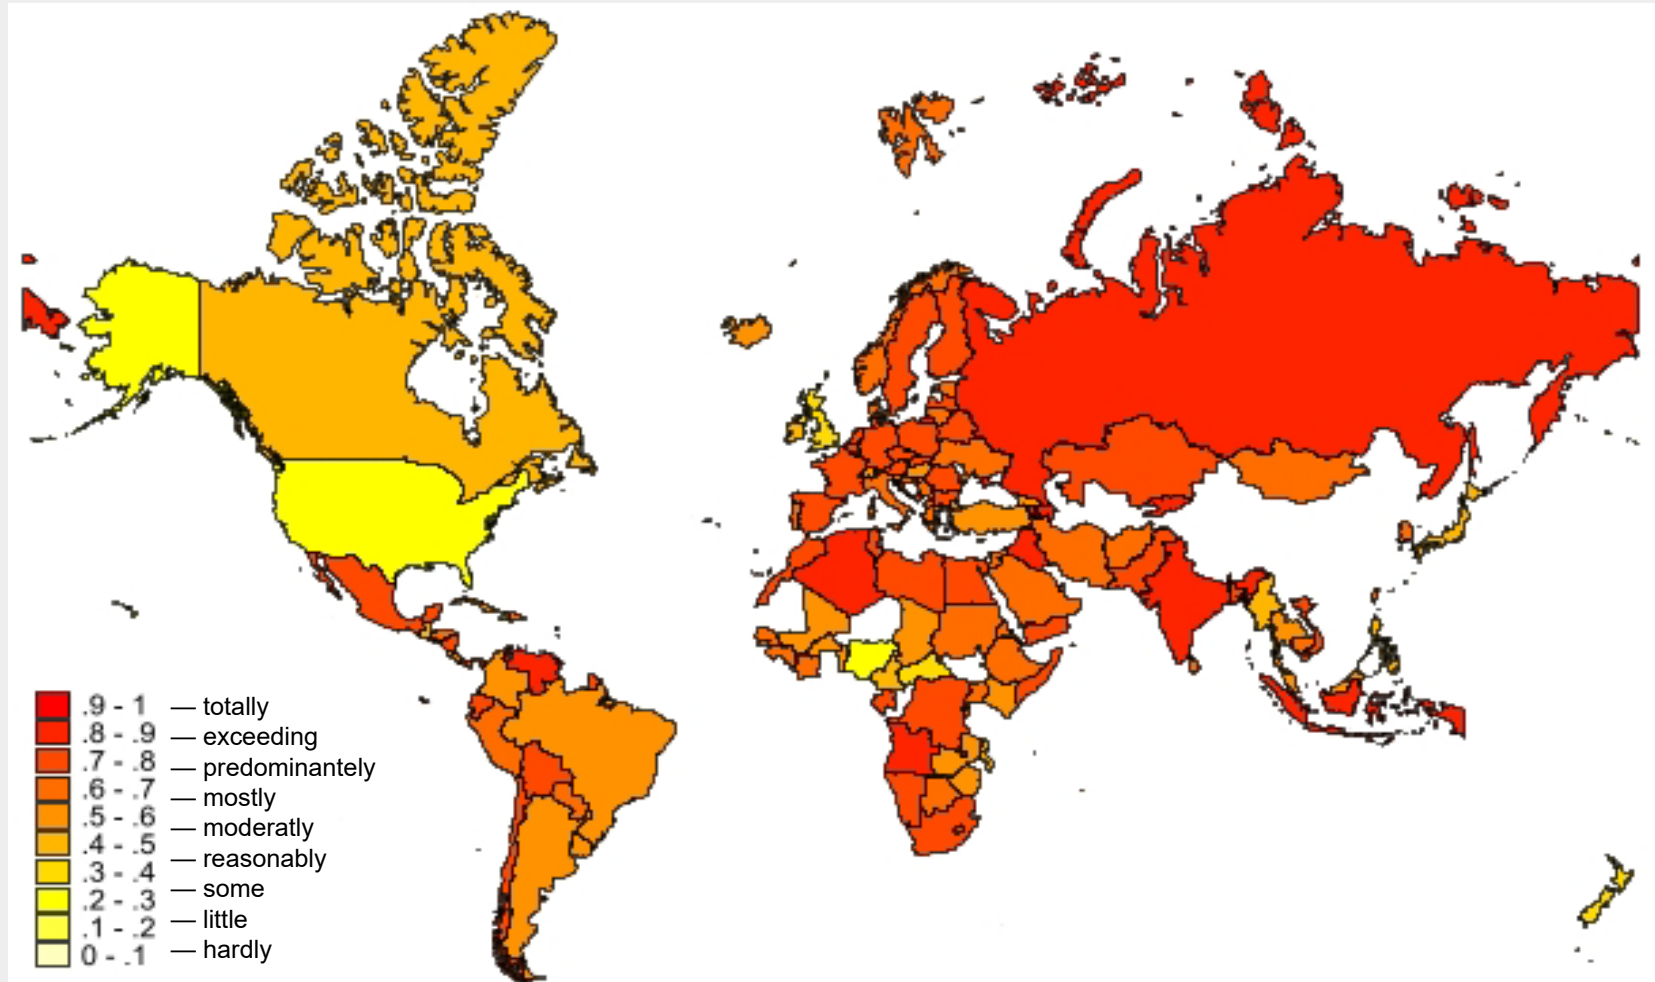 .9 - 1 — totally
.8 - .9 — exceeding
.7 - .8 — predominantely
.6 - .7 — mostly
.5 - .6 — moderatly
.4 - .5 — reasonably
.3 - .4 — some
.2 - .3 — little
.1 - .2 — hardly
0 - .1